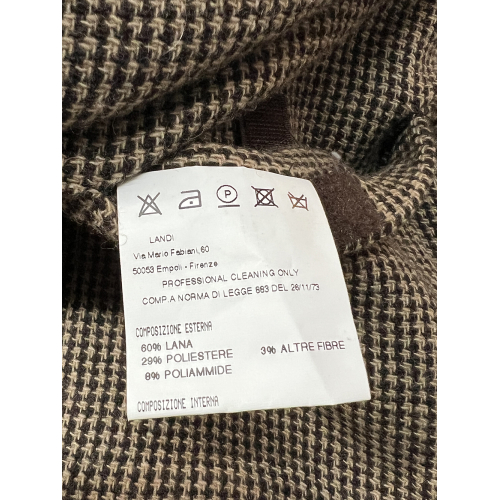 P
LANDI
Via Mario Fabiani, 60
50053 Empoli - Firenze
PROFESSIONAL CLEANING ONLY
COMP. A NORMA DI LEGGE 883 DEL 26/11/73
COMPOSIZIONE ESTERNA
60% LANA
29% POLIESTERE 3% ALTRE FIBRE
8% POLIAMMIDE
COMPOSIZIONE INTERNA